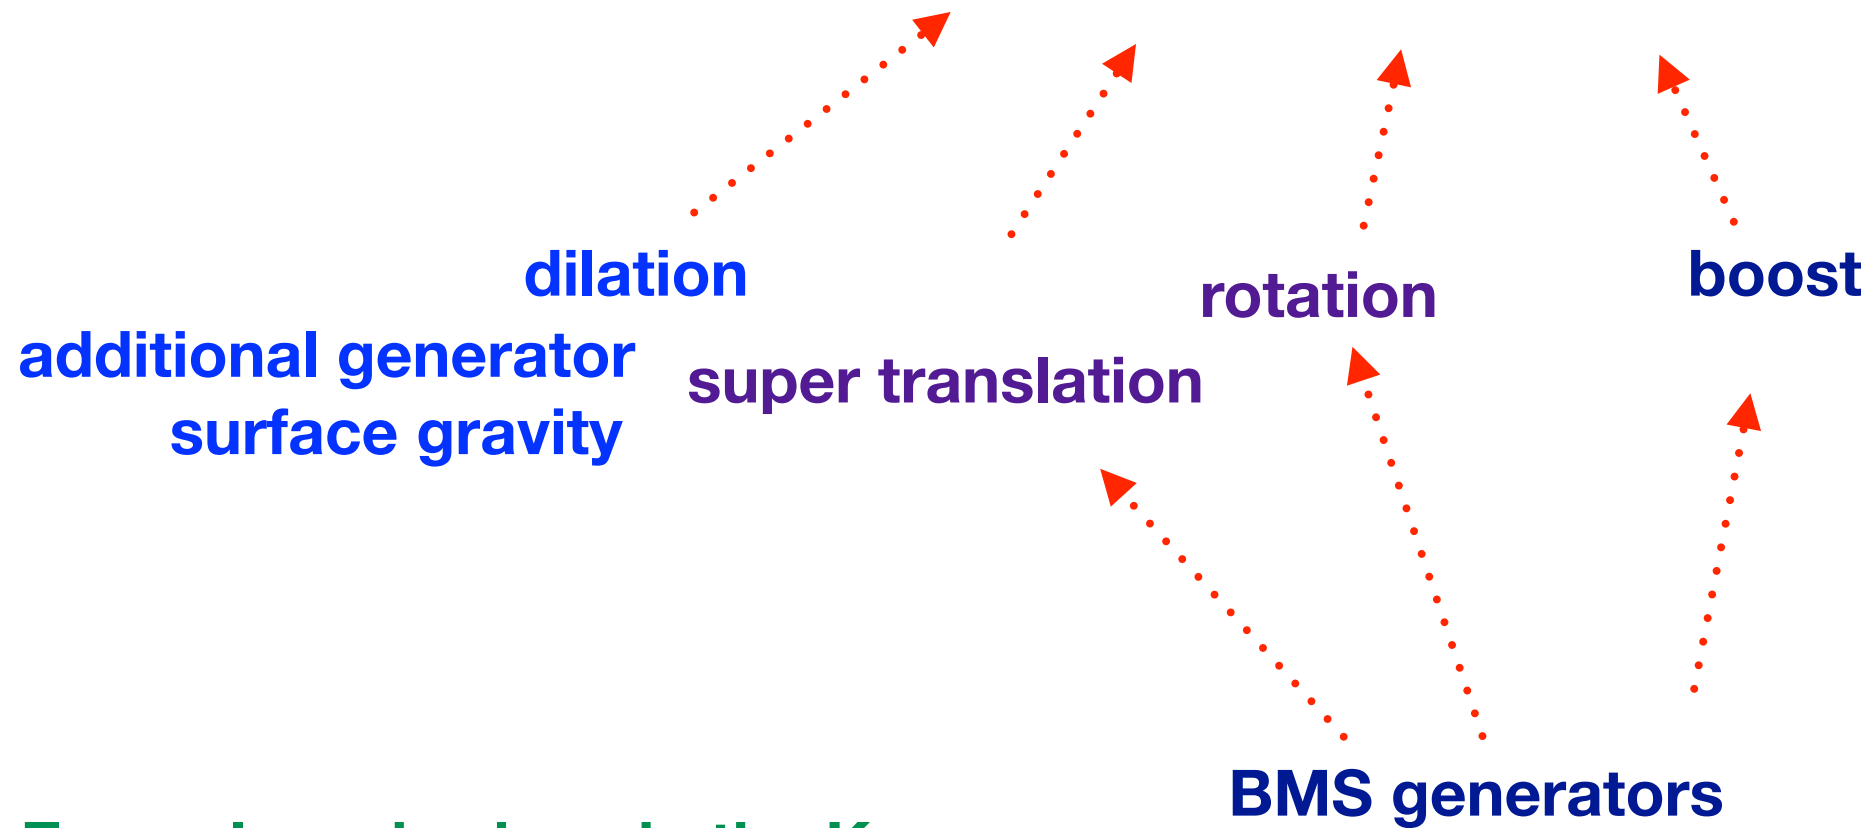 dilation
rotation
boost
additional generator
super translation
surface gravity
BMS generators